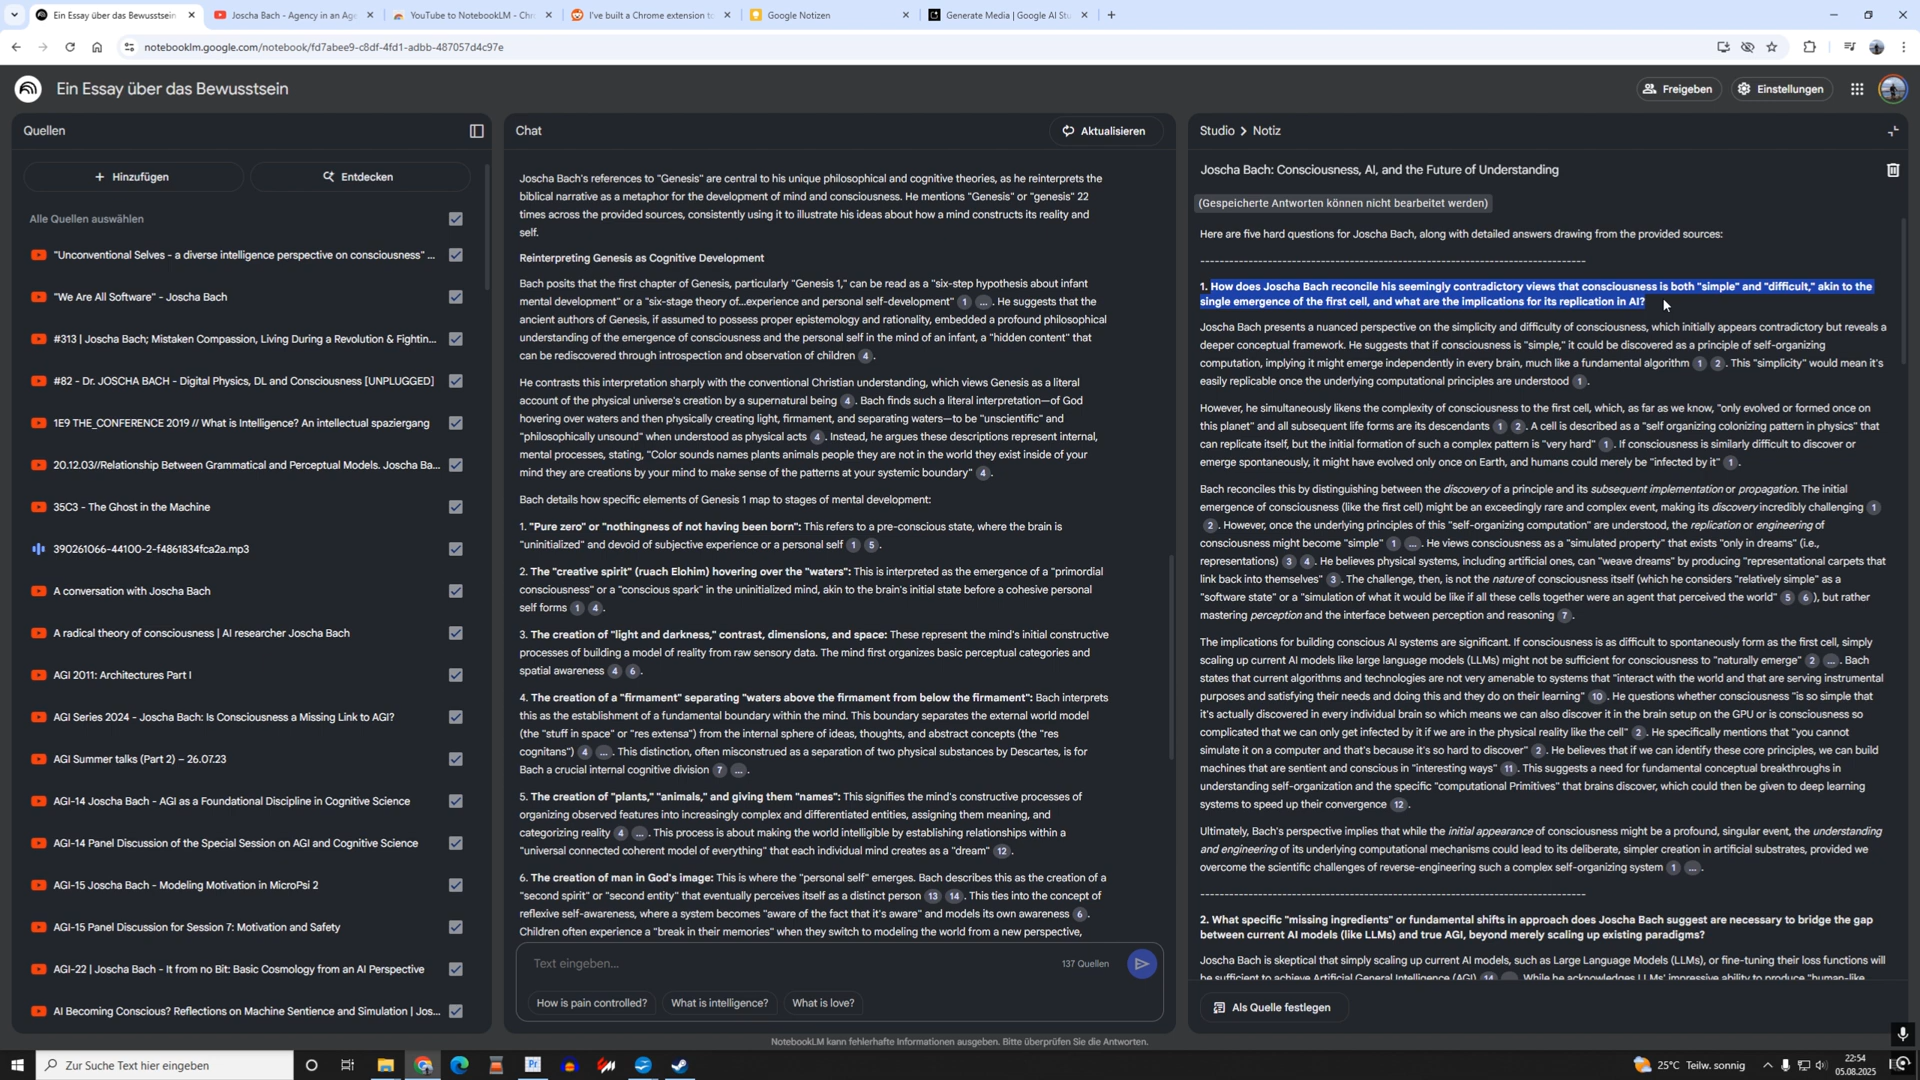 Ein Essay über das Bewusstsein
Joscha Bach - Agency in an Age
YouTube to NotebookLM - Chr
I've built a Chrome extension to
Google Notizen
Generate Media | Google AI Stu
notebooklm.google.com/notebook/fd7abee9-c8df-4fd1-adbb-487057d4c97e
Ein Essay über das Bewusstsein
Freigeben
Einstellungen
Quellen
Hinzufügen
Entdecken
Alle Quellen auswählen
"Unconventional Selves - a diverse intelligence perspective on consciousness" ...
"We Are All Software" - Joscha Bach
#313 | Joscha Bach; Mistaken Compassion, Living During a Revolution & Fightin...
#82 - Dr. JOSCHA BACH - Digital Physics, DL and Consciousness [UNPLUGGED]
1E9 THE_CONFERENCE 2019 // What is Intelligence? An intellectual spaziergang
20.12.03//Relationship Between Grammatical and Perceptual Models. Joscha Ba...
35C3 - The Ghost in the Machine
390261066-44100-2-f4861834fca2a.mp3
A conversation with Joscha Bach
A radical theory of consciousness | AI researcher Joscha Bach
AGI 2011: Architectures Part I
AGI Series 2024 - Joscha Bach: Is Consciousness a Missing Link to AGI?
AGI Summer talks (Part 2) – 26.07.23
AGI-14 Joscha Bach - AGI as a Foundational Discipline in Cognitive Science
AGI-14 Panel Discussion of the Special Session on AGI and Cognitive Science
AGI-15 Joscha Bach - Modeling Motivation in MicroPsi 2
AGI-15 Panel Discussion for Session 7: Motivation and Safety
AGI-22 | Joscha Bach - It from no Bit: Basic Cosmology from an AI Perspective
AI Becoming Conscious? Reflections on Machine Sentience and Simulation | Jos...
Chat
Aktualisieren
Joscha Bach's references to "Genesis" are central to his unique philosophical and cognitive theories, as he reinterprets the
biblical narrative as a metaphor for the development of mind and consciousness. He mentions "Genesis" or "genesis" 22
times across the provided sources, consistently using it to illustrate his ideas about how a mind constructs its reality and
self.
Reinterpreting Genesis as Cognitive Development
Bach posits that the first chapter of Genesis, particularly "Genesis 1," can be read as a "six-step hypothesis about infant
mental development" or a "six-stage theory of...experience and personal self-development" 1 ... . He suggests that the
ancient authors of Genesis, if assumed to possess proper epistemology and rationality, embedded a profound philosophical
understanding of the emergence of consciousness and the personal self in the mind of an infant, a "hidden content" that
can be rediscovered through introspection and observation of children 4 .
He contrasts this interpretation sharply with the conventional Christian understanding, which views Genesis as a literal
account of the physical universe's creation by a supernatural being 4 . Bach finds such a literal interpretation—of God
hovering over waters and then physically creating light, firmament, and separating waters—to be "unscientific" and
"philosophically unsound" when understood as physical acts 4 . Instead, he argues these descriptions represent internal,
mental processes, stating, "Color sounds names plants animals people they are not in the world they exist inside of your
mind they are creations by your mind to make sense of the patterns at your systemic boundary" 4 .
Bach details how specific elements of Genesis 1 map to stages of mental development:
1. "Pure zero" or "nothingness of not having been born": This refers to a pre-conscious state, where the brain is
"uninitialized" and devoid of subjective experience or a personal self 1 5 .
2. The "creative spirit" (ruach Elohim) hovering over the "waters": This is interpreted as the emergence of a "primordial
consciousness" or a "conscious spark" in the uninitialized mind, akin to the brain's initial state before a cohesive personal
self forms 1 4 .
3. The creation of "light and darkness," contrast, dimensions, and space: These represent the mind's initial constructive
processes of building a model of reality from raw sensory data. The mind first organizes basic perceptual categories and
spatial awareness 4 6 .
4. The creation of a "firmament" separating "waters above the firmament from below the firmament": Bach interprets
this as the establishment of a fundamental boundary within the mind. This boundary separates the external world model
(the "stuff in space" or "res extensa") from the internal sphere of ideas, thoughts, and abstract concepts (the "res
cognitans") 4 ... . This distinction, often misconstrued as a separation of two physical substances by Descartes, is for
Bach a crucial internal cognitive division 7 ... .
5. The creation of "plants," "animals," and giving them "names": This signifies the mind's constructive processes of
organizing observed features into increasingly complex and differentiated entities, assigning them meaning, and
categorizing reality 4 ... . This process is about making the world intelligible by establishing relationships within a
"universal connected coherent model of everything" that each individual mind creates as a "dream" 12 .
6. The creation of man in God's image: This is where the "personal self" emerges. Bach describes this as the creation of a
"second spirit" or "second entity" that eventually perceives itself as a distinct person 13 14 . This ties into the concept of
reflexive self-awareness, where a system becomes "aware of the fact that it's aware" and models its own awareness 6 .
Children often experience a "break in their memories" when they switch to modeling the world from a new perspective,
Text eingeben...
137 Quellen
How is pain controlled?
What is intelligence?
What is love?
Studio > Notiz
Joscha Bach: Consciousness, AI, and the Future of Understanding
(Gespeicherte Antworten können nicht bearbeitet werden)
Here are five hard questions for Joscha Bach, along with detailed answers drawing from the provided sources:
--------------------------------------------------------------------------------
1. How does Joscha Bach reconcile his seemingly contradictory views that consciousness is both "simple" and "difficult," akin to the
single emergence of the first cell, and what are the implications for its replication in AI?
Joscha Bach presents a nuanced perspective on the simplicity and difficulty of consciousness, which initially appears contradictory but reveals a
deeper conceptual framework. He suggests that if consciousness is "simple," it could be discovered as a principle of self-organizing
computation, implying it might emerge independently in every brain, much like a fundamental algorithm 1 2 . This "simplicity" would mean it's
easily replicable once the underlying computational principles are understood 1 .
However, he simultaneously likens the complexity of consciousness to the first cell, which, as far as we know, "only evolved or formed once on
this planet" and all subsequent life forms are its descendants 1 2 . A cell is described as a "self organizing colonizing pattern in physics" that
can replicate itself, but the initial formation of such a complex pattern is "very hard" 1 . If consciousness is similarly difficult to discover or
emerge spontaneously, it might have evolved only once on Earth, and humans could merely be "infected by it" 1 .
Bach reconciles this by distinguishing between the discovery of a principle and its subsequent implementation or propagation. The initial
emergence of consciousness (like the first cell) might be an exceedingly rare and complex event, making its discovery incredibly challenging 1
2 . However, once the underlying principles of this "self-organizing computation" are understood, the replication or engineering of
consciousness might become "simple" 1 ... . He views consciousness as a "simulated property" that exists "only in dreams" (i.e.,
representations) 3 4 . He believes physical systems, including artificial ones, can "weave dreams" by producing "representational carpets that
link back into themselves" 3 . The challenge, then, is not the nature of consciousness itself (which he considers "relatively simple" as a
"software state" or a "simulation of what it would be like if all these cells together were an agent that perceived the world" 5 6 ), but rather
mastering perception and the interface between perception and reasoning 7 .
The implications for building conscious AI systems are significant. If consciousness is as difficult to spontaneously form as the first cell, simply
scaling up current AI models like large language models (LLMs) might not be sufficient for consciousness to "naturally emerge" 2 ... . Bach
states that current algorithms and technologies are not very amenable to systems that "interact with the world and that are serving instrumental
purposes and satisfying their needs and doing this and they do on their learning" 10 . He questions whether consciousness "is so simple that
it's actually discovered in every individual brain so which means we can also discover it in the brain setup on the GPU or is consciousness so
complicated that we can only get infected by it if we are in the physical reality like the cell" 2 . He specifically mentions that "you cannot
simulate it on a computer and that's because it's so hard to discover" 2 . He believes that if we can identify these core principles, we can build
machines that are sentient and conscious in "interesting ways" 11 . This suggests a need for fundamental conceptual breakthroughs in
understanding self-organization and the specific "computational Primitives" that brains discover, which could then be given to deep learning
systems to speed up their convergence 12 .
Ultimately, Bach's perspective implies that while the initial appearance of consciousness might be a profound, singular event, the understanding
and engineering of its underlying computational mechanisms could lead to its deliberate, simpler creation in artificial substrates, provided we
overcome the scientific challenges of reverse-engineering such a complex self-organizing system 1 ... .
--------------------------------------------------------------------------------
2. What specific "missing ingredients" or fundamental shifts in approach does Joscha Bach suggest are necessary to bridge the gap
between current AI models (like LLMs) and true AGI, beyond merely scaling up existing paradigms?
Joscha Bach is skeptical that simply scaling up current AI models, such as Large Language Models (LLMs), or fine-tuning their loss functions will
be sufficient to achieve Artificial General Intelligence (AGI) 14 ... . While he acknowledges LLMs' impressive ability to produce "human-like
Als Quelle festlegen
NotebookLM kann fehlerhafte Informationen ausgeben. Bitte überprüfen Sie die Antworten.
Zur Suche Text hier eingeben
25°C Teilw. sonnig
22:54
05.08.2025